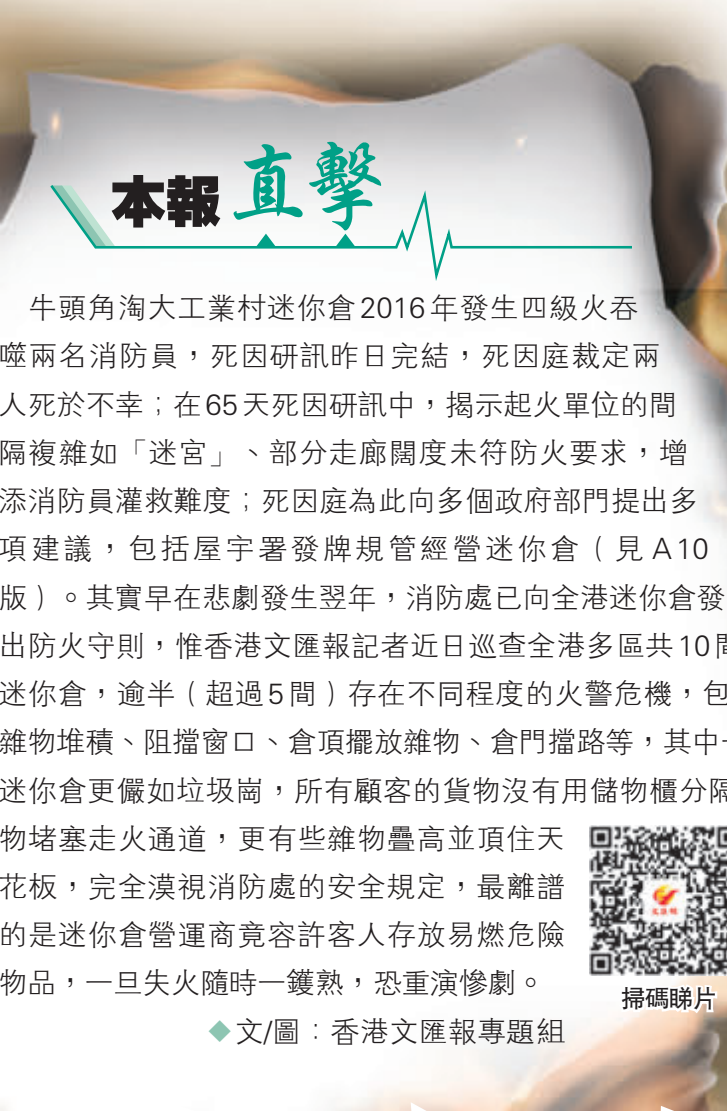 本報直擊
牛頭角淘大工業村迷你倉2016年發生四級火吞
噬兩名消防員，死因研訊昨日完結，死因庭裁定兩
人死於不幸；在65天死因研訊中，揭示起火單位的間
隔複雜如「迷宮」、部分走廊闊度未符防火要求，增
添消防員灌救難度；死因庭為此向多個政府部門提出多
項建議，包括屋宇署發牌規管經營迷你倉（見A10
版）。其實早在悲劇發生翌年，消防處已向全港迷你倉發
出防火守則，惟香港文匯報記者近日巡查全港多區共10間
迷你倉，逾半（超過5間）存在不同程度的火警危機，包
雜物堆積、阻擋窗口、倉頂擺放雜物、倉門擋路等，其中
迷你倉更儼如垃圾崗，所有顧客的貨物沒有用儲物櫃分隔
物堵塞走火通道，更有些雜物疊高並頂住天
花板，完全漠視消防處的安全規定，最離譜
的是迷你倉營運商竟容許客人存放易燃危險
物品，一旦失火隨時一鑊熟，恐重演慘劇。
掃碼睇片
◆文/圖：香港文匯報專題組